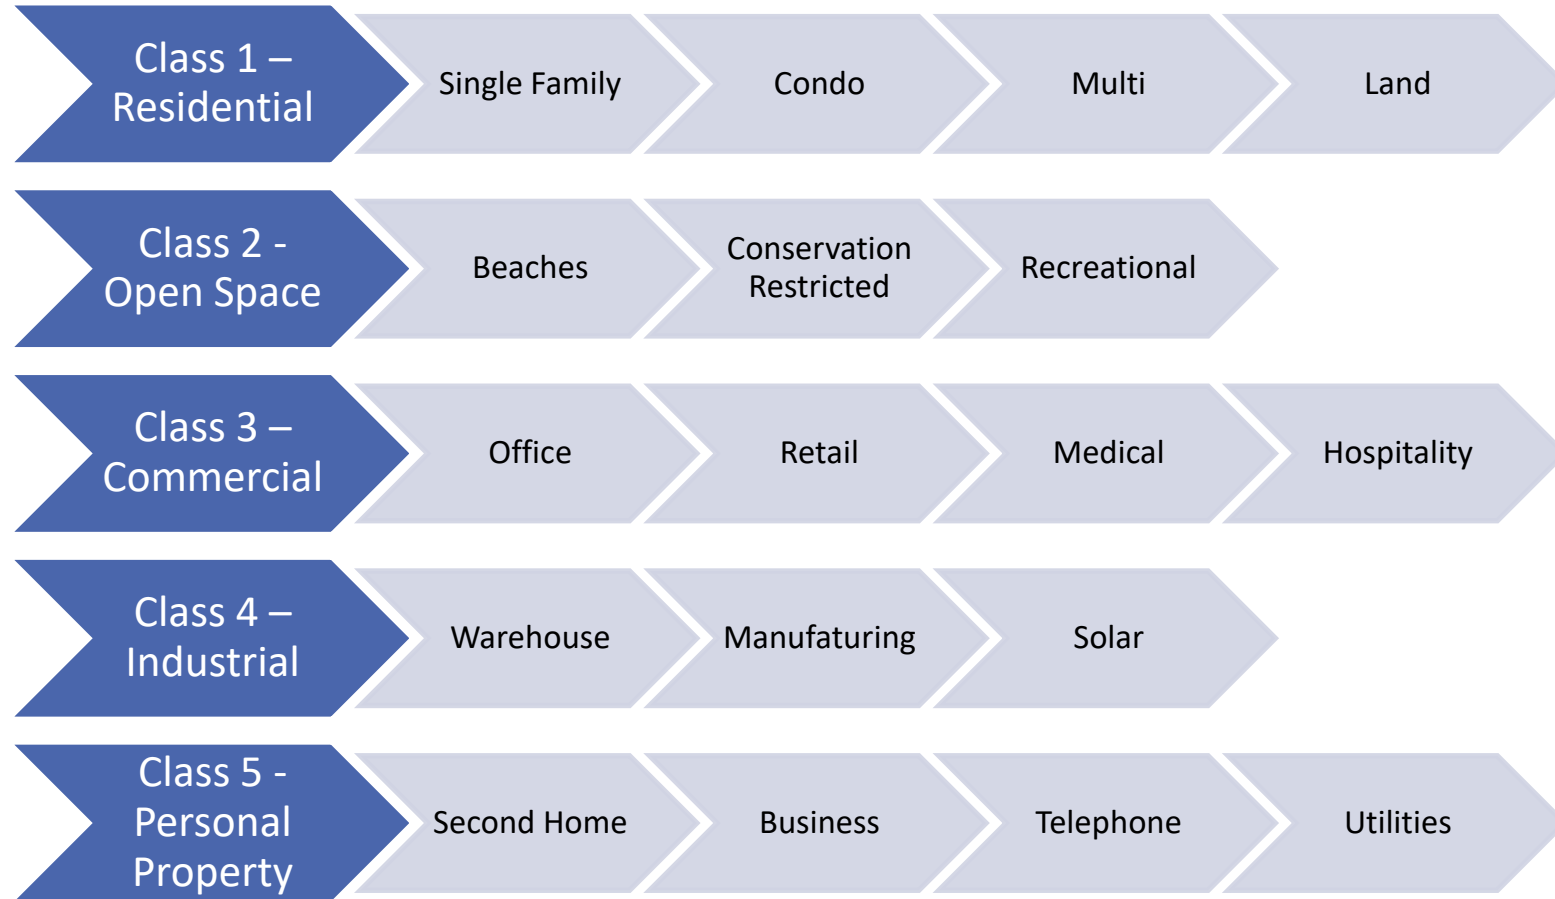 Class 1 –
Residential
Single Family
Condo
Multi
Land
Class 2 -
Open Space
Beaches
Conservation
Restricted
Recreational
Class 3 –
Commercial
Office
Retail
Medical
Hospitality
Class 4 –
Industrial
Warehouse
Manufaturing
Solar
Class 5 -
Personal
Property
Second Home
Business
Telephone
Utilities